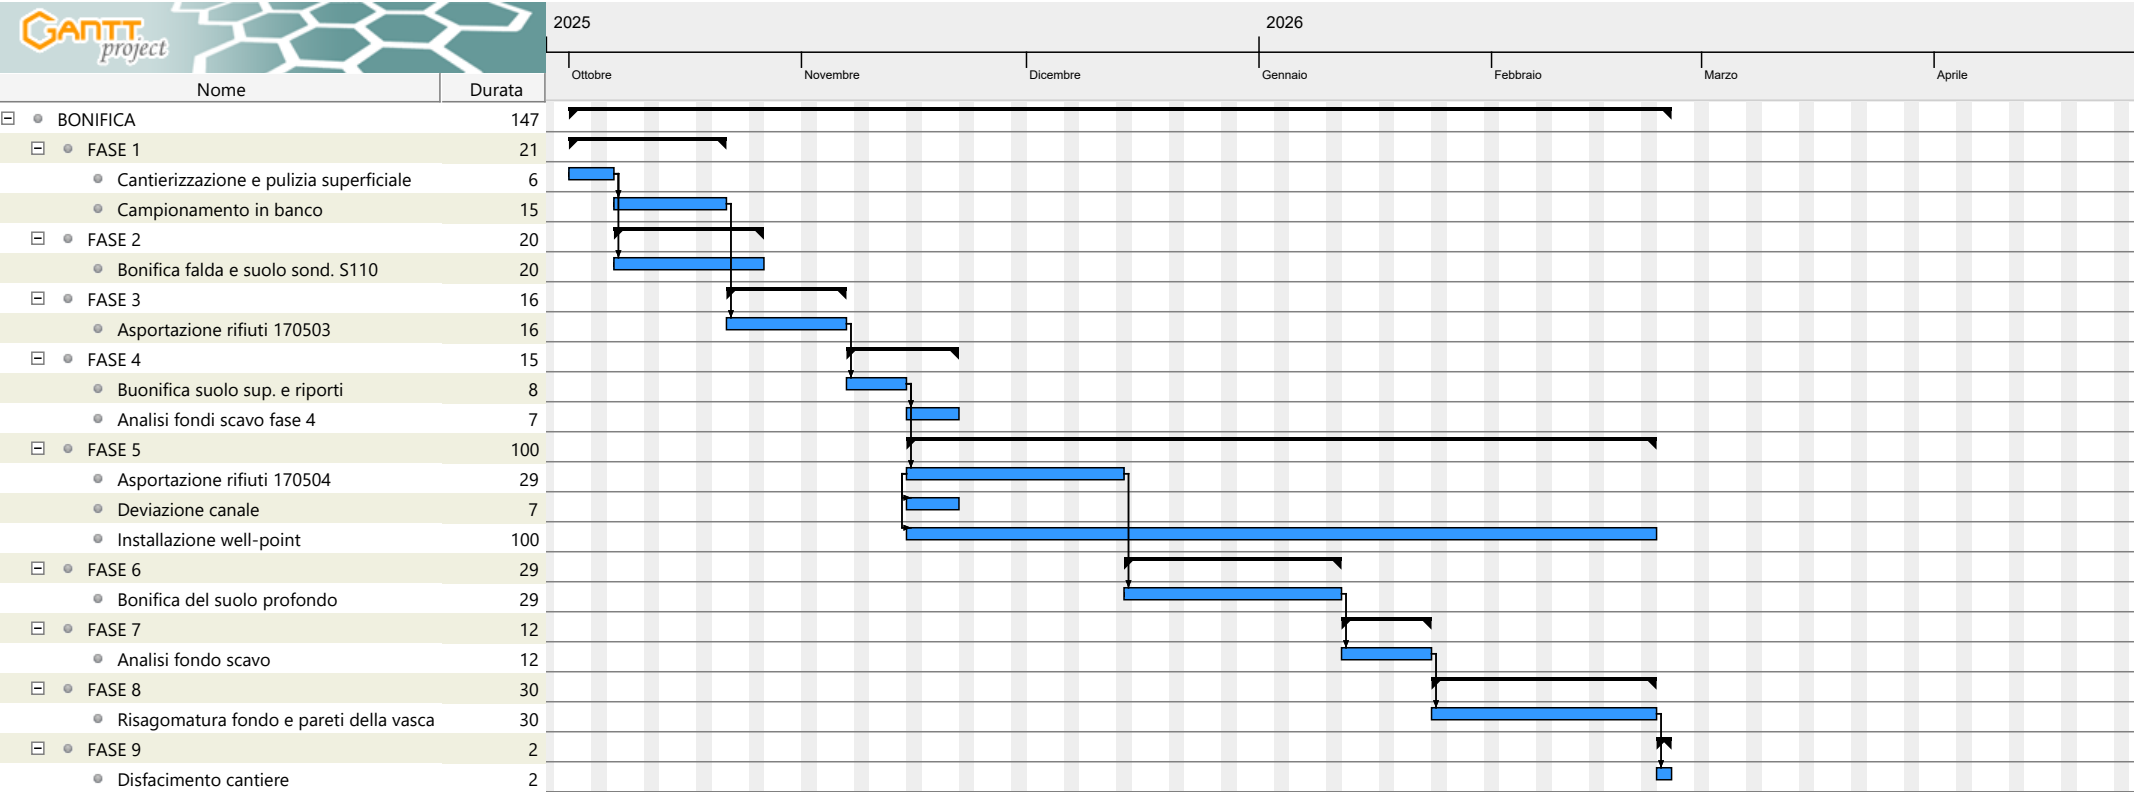 GANTT
project
2025
2026
Ottobre
Novembre
Dicembre
Gennaio
Febbraio
Marzo
Aprile
Nome
Durata
BONIFICA 147
FASE 1 21
Cantierizzazione e pulizia superficiale 6
Campionamento in banco 15
FASE 2 20
Bonifica falda e suolo sond. S110 20
FASE 3 16
Asportazione rifiuti 170503 16
FASE 4 15
Buonifica suolo sup. e riporti 8
Analisi fondi scavo fase 4 7
FASE 5 100
Asportazione rifiuti 170504 29
Deviazione canale 7
Installazione well-point 100
FASE 6 29
Bonifica del suolo profondo 29
FASE 7 12
Analisi fondo scavo 12
FASE 8 30
Risagomatura fondo e pareti della vasca 30
FASE 9 2
Disfacimento cantiere 2